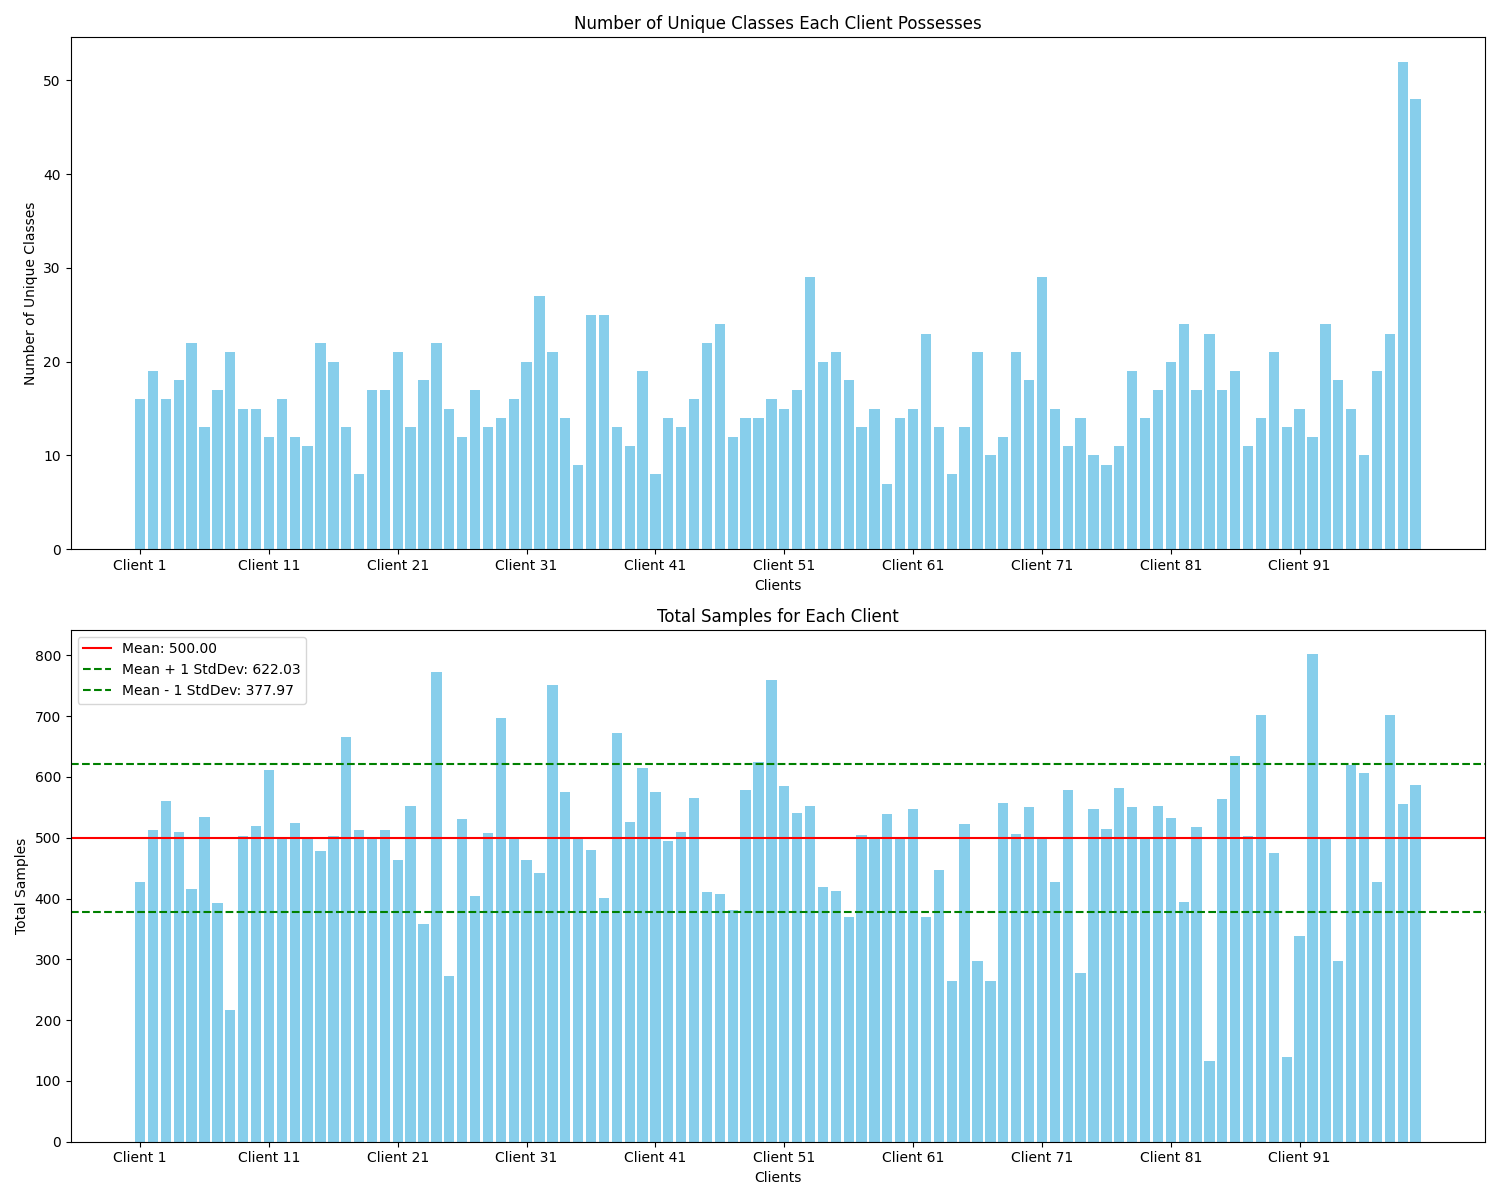 Number of Unique Classes Each Client Possesses
Number of Unique Classes
50
40
30
20
10
0
Client 1 Client 11 Client 21 Client 31 Client 41 Client 51 Client 61 Client 71 Client 81 Client 91
Clients
Total Samples for Each Client
Mean: 500.00
Mean + 1 StdDev: 622.03
Mean - 1 StdDev: 377.97
Total Samples
800
700
600
500
400
300
200
100
0
Client 1 Client 11 Client 21 Client 31 Client 41 Client 51 Client 61 Client 71 Client 81 Client 91
Clients